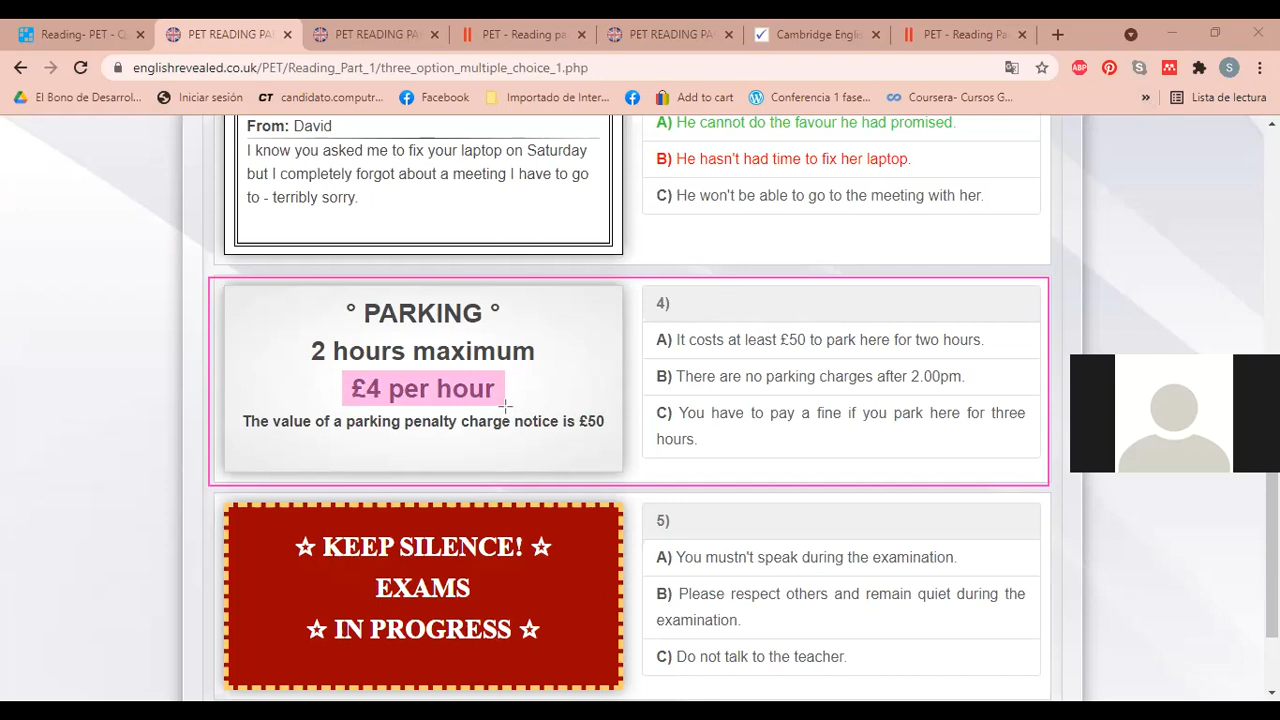 Reading- PET - C
PET READING PA
PET READING PA
PET - Reading pa
PET READING PA
Cambridge Engli
PET - Reading Pa
englishrevealed.co.uk/PET/Reading_Part_1/three_option_multiple_choice_1.php
ABP
S
El Bono de Desarrol...
Iniciar sesión
CT candidato.computr...
Facebook
Importado de Inter...
Add to cart
Conferencia 1 fase...
Coursera- Cursos G...
»
Lista de lectura
From: David
I know you asked me to fix your laptop on Saturday
but I completely forgot about a meeting I have to go
to - terribly sorry.
A) He cannot do the favour he had promised.
B) He hasn't had time to fix her laptop.
C) He won't be able to go to the meeting with her.
° PARKING °
2 hours maximum
£4 per hour
The value of a parking penalty charge notice is £50
4)
A) It costs at least £50 to park here for two hours.
B) There are no parking charges after 2.00pm.
C) You have to pay a fine if you park here for three
hours.
☆ KEEP SILENCE! ☆
EXAMS
☆ IN PROGRESS ☆
5)
A) You mustn't speak during the examination.
B) Please respect others and remain quiet during the
examination.
C) Do not talk to the teacher.